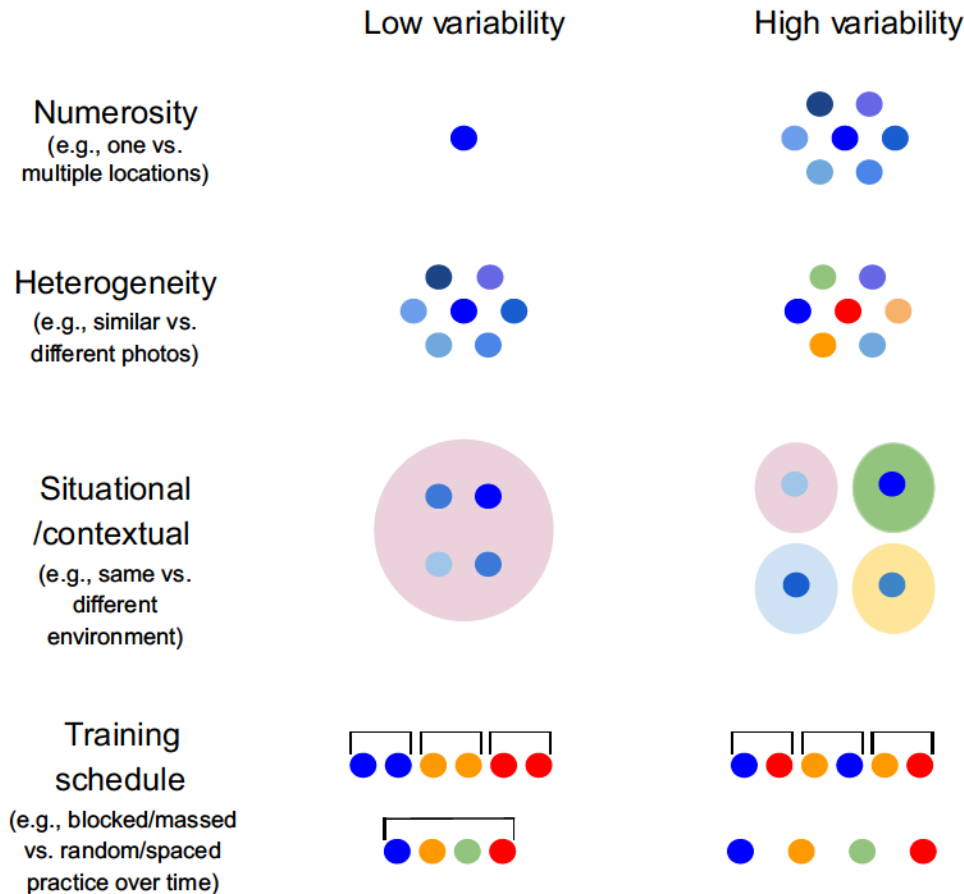 Low variability
High variability
Numerosity
(e.g., one vs.
multiple locations)
Heterogeneity
(e.g., similar vs.
different photos)
Situational
/contextual
(e.g., same vs.
different
environment)
Training
schedule
(e.g., blocked/massed
vs. random/spaced
practice over time)